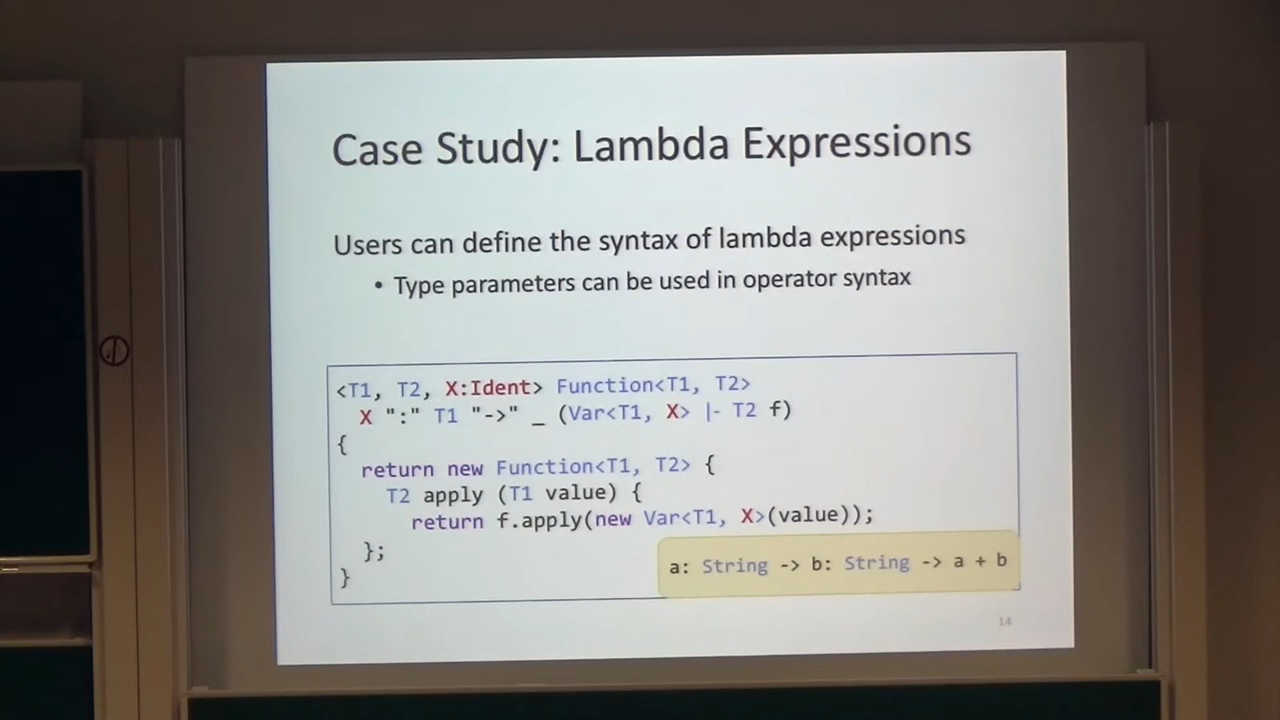 Case Study: Lambda Expressions
Users can define the syntax of lambda expressions
• Type parameters can be used in operator syntax
<T1, T2, X:Ident> Function<T1, T2>
X ":" T1 "->" _ (Var<T1, X> |- T2 f)
{
return new Function<T1, T2> {
T2 apply (T1 value) {
return f.apply(new Var<T1, X>(value));
};
}
a: String -> b: String -> a + b
14